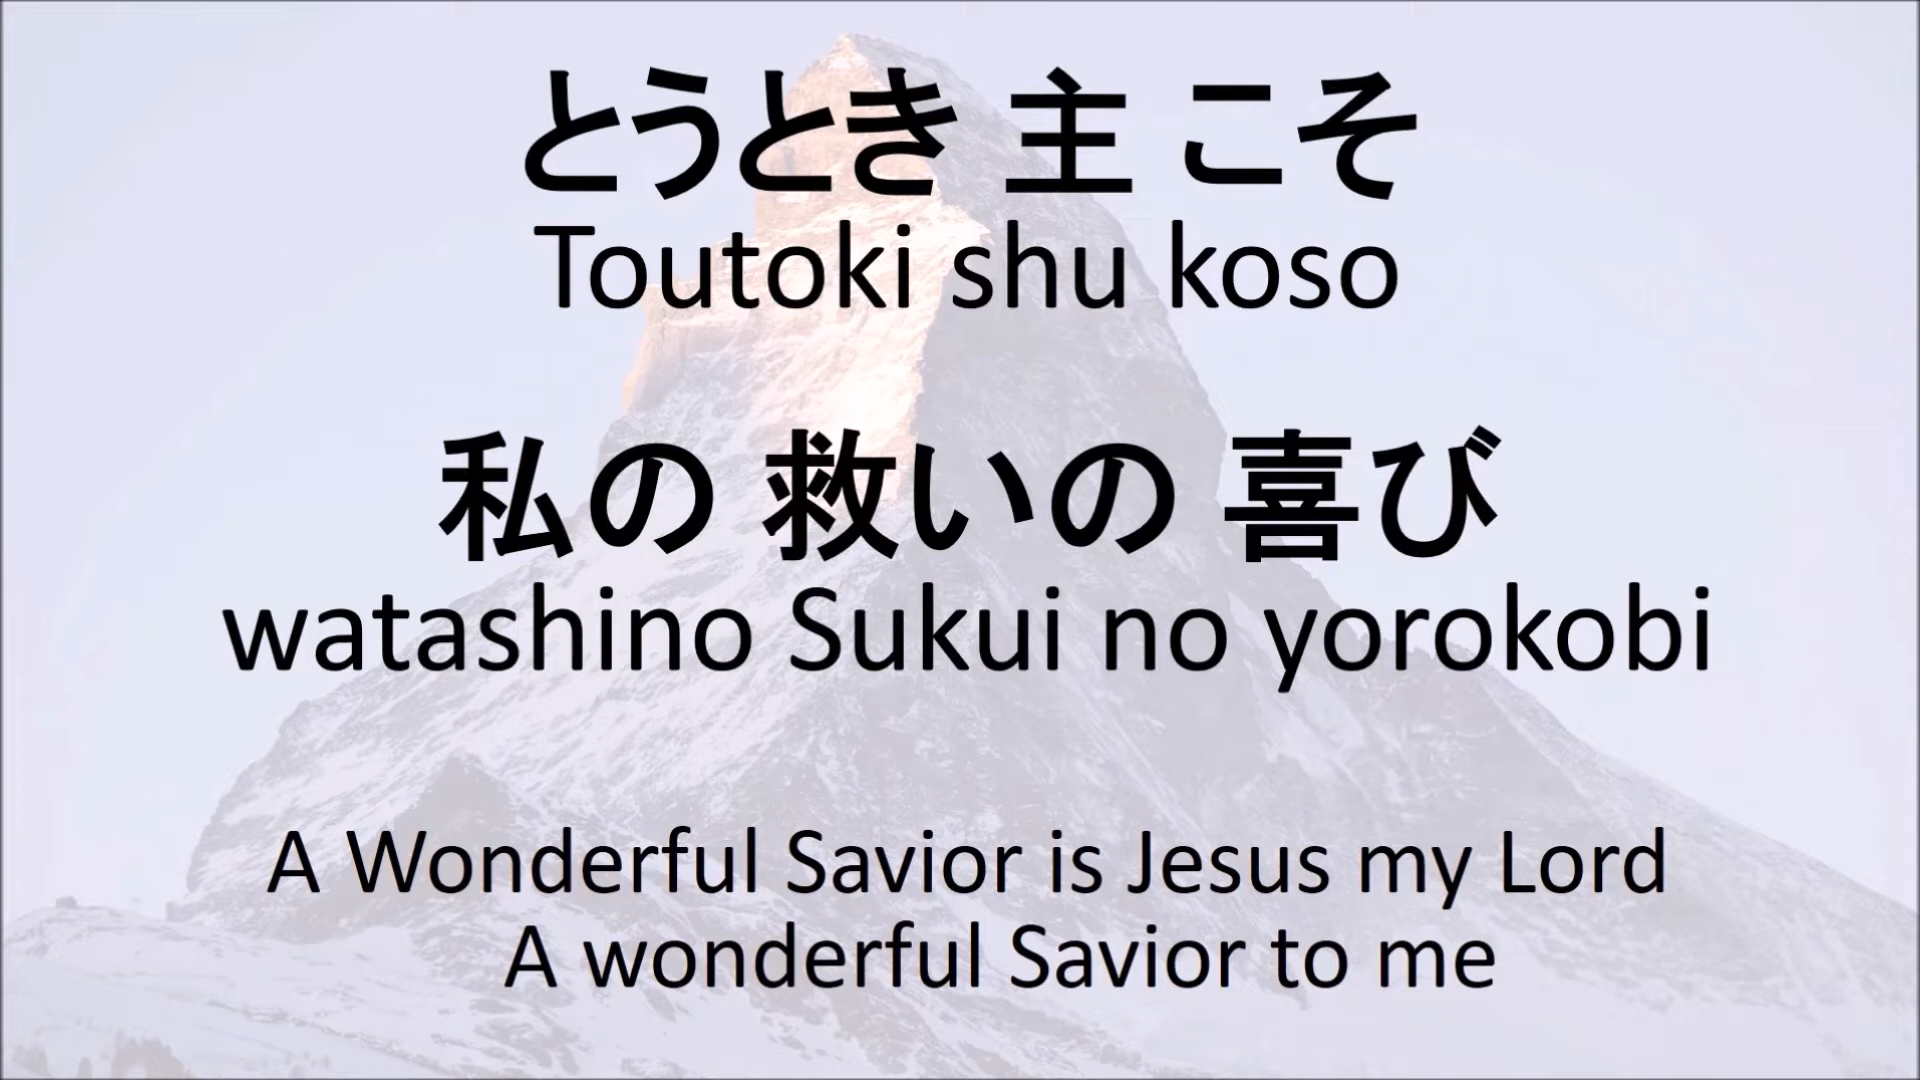 とうとき 主 こそ
Toutoki shu koso
私の 救いの 喜び
watashino Sukui no yorokobi
A Wonderful Savior is Jesus my Lord
A wonderful Savior to me